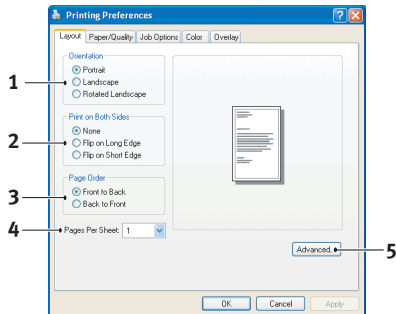 Printing Preferences
Layout Paper/Quality Job Options Color Overlay
Orientation
Portrait
1
Landscape
Rotated Landscape
Print on Both Sides
None
2
Flip on Long Edge
Flip on Short Edge
Page Order
Front to Back
3
Back to Front
4
Pages Per Sheet: 1
Advanced...
5
OK Cancel Apply